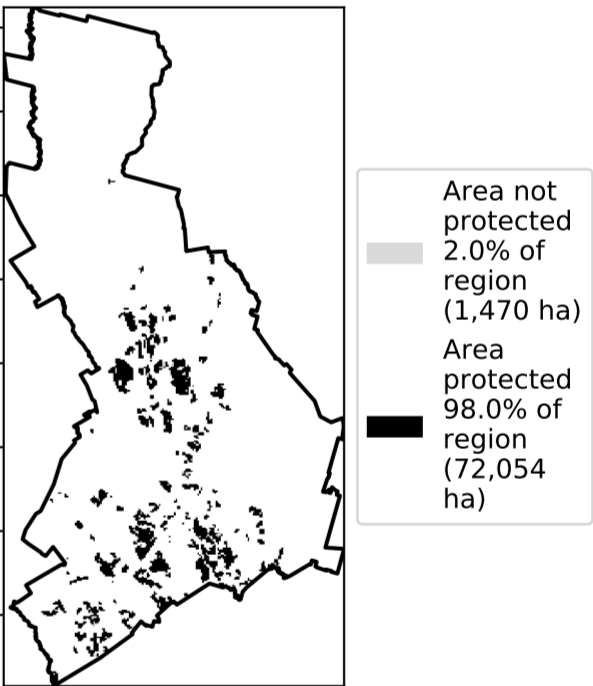 Area not
protected
2.0% of
region
(1,470 ha)
Area
protected
98.0% of
region
(72,054
ha)